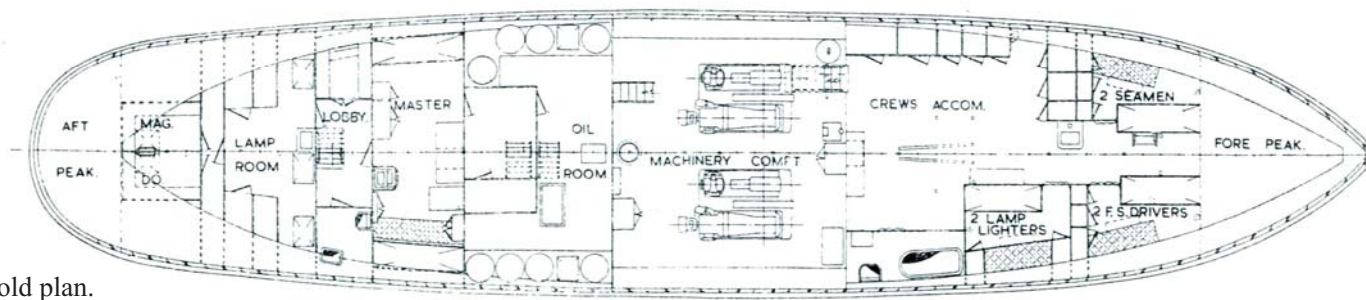 AFT
PEAK.
MAG.
LAMP
ROOM
LOBBY.
MASTER
OIL
ROOM
MACHINERY COMPT
CREWS ACCOM.
2 SEAMEN
2 LAMP
LIGHTERS
2 F.S. DRIVERS
FORE PEAK.
old plan.